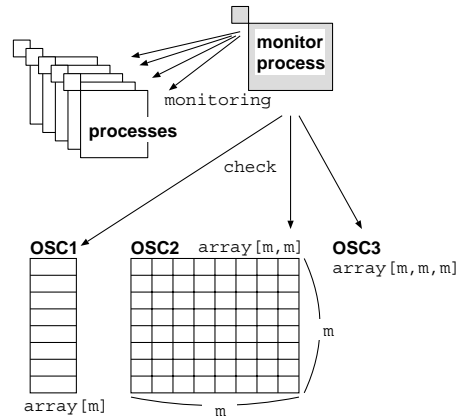 monitor
process
monitoring
processes
check
OSC1
OSC2
array[m,m]
OSC3
array[m,m,m]
m
array[m]
m